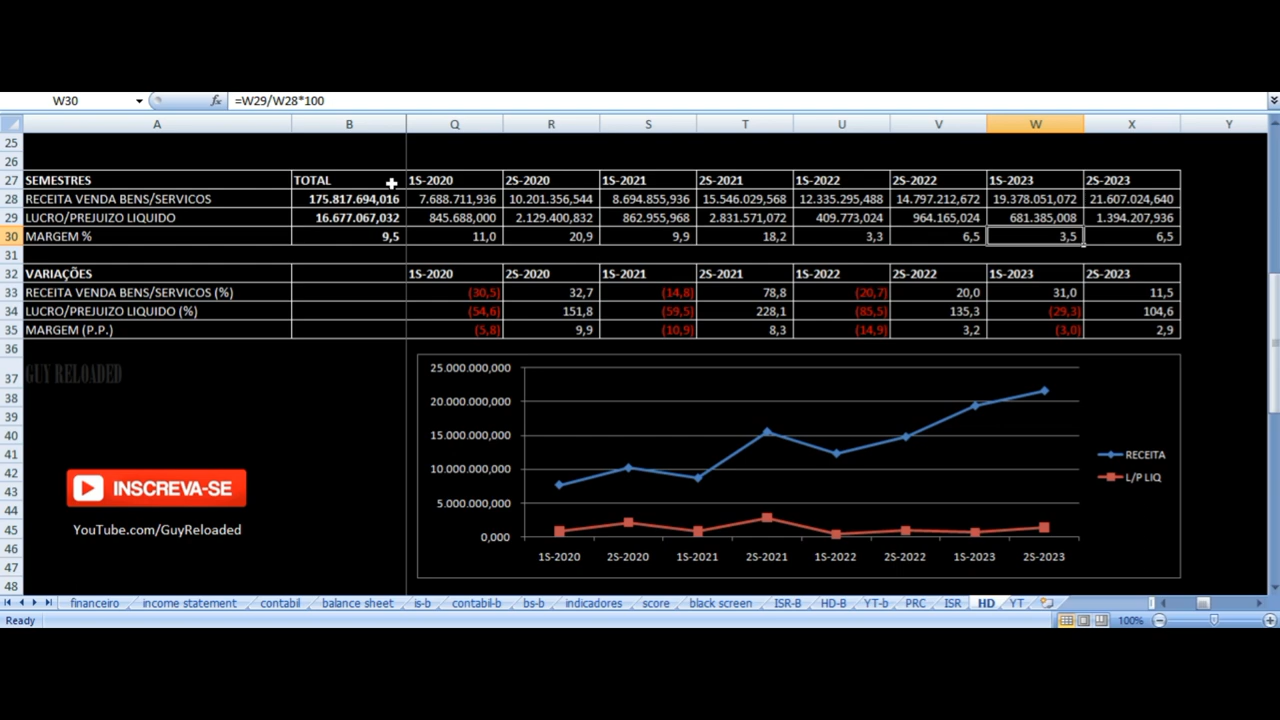 W30 fx =W29/W28*100
A B Q R S T U V W X Y
25
26
27 SEMESTRES TOTAL 1S-2020 2S-2020 1S-2021 2S-2021 1S-2022 2S-2022 1S-2023 2S-2023
28 RECEITA VENDA BENS/SERVICOS 175.817.694,016 7.688.711,936 10.201.356,544 8.694.855,936 15.546.029,568 12.335.295,488 14.797.212,672 19.378.051,072 21.607.024,640
29 LUCRO/PREJUIZO LIQUIDO 16.677.067,032 845.688,000 2.129.400,832 862.955,968 2.831.571,072 409.773,024 964.165,024 681.385,008 1.394.207,936
30 MARGEM % 9,5 11,0 20,9 9,9 18,2 3,3 6,5 3,5 6,5
31
32 VARIAÇÕES 1S-2020 2S-2020 1S-2021 2S-2021 1S-2022 2S-2022 1S-2023 2S-2023
33 RECEITA VENDA BENS/SERVICOS (%) (30,5) 32,7 (14,8) 78,8 (20,7) 20,0 31,0 11,5
34 LUCRO/PREJUIZO LIQUIDO (%) (54,6) 151,8 (59,5) 228,1 (85,5) 135,3 (29,3) 104,6
35 MARGEM (P.P.) (5,8) 9,9 (10,9) 8,3 (14,9) 3,2 (3,0) 2,9
36
37 GUY RELOADED
38
39
40
41
42
43
44
45
46
47
48
25.000.000,000
20.000.000,000
15.000.000,000
10.000.000,000
5.000.000,000
0,000
1S-2020 2S-2020 1S-2021 2S-2021 1S-2022 2S-2022 1S-2023 2S-2023
RECEITA
L/P LIQ
INSCREVA-SE
YouTube.com/GuyReloaded
financeiro income statement contabil balance sheet is-b contabil-b bs-b indicadores score black screen ISR-B HD-B YT-b PRC ISR HD YT
Ready 100%